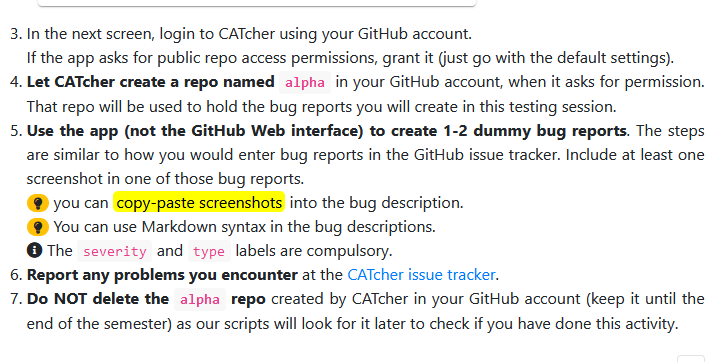 3. In the next screen, login to CATcher using your GitHub account.
If the app asks for public repo access permissions, grant it (just go with the default settings).
4. Let CATcher create a repo named alpha in your GitHub account, when it asks for permission.
That repo will be used to hold the bug reports you will create in this testing session.
5. Use the app (not the GitHub Web interface) to create 1-2 dummy bug reports. The steps
are similar to how you would enter bug reports in the GitHub issue tracker. Include at least one
screenshot in one of those bug reports.
you can copy-paste screenshots into the bug description.
You can use Markdown syntax in the bug descriptions.
The severity and type labels are compulsory.
6. Report any problems you encounter at the CATcher issue tracker.
7. Do NOT delete the alpha repo created by CATcher in your GitHub account (keep it until the
end of the semester) as our scripts will look for it later to check if you have done this activity.